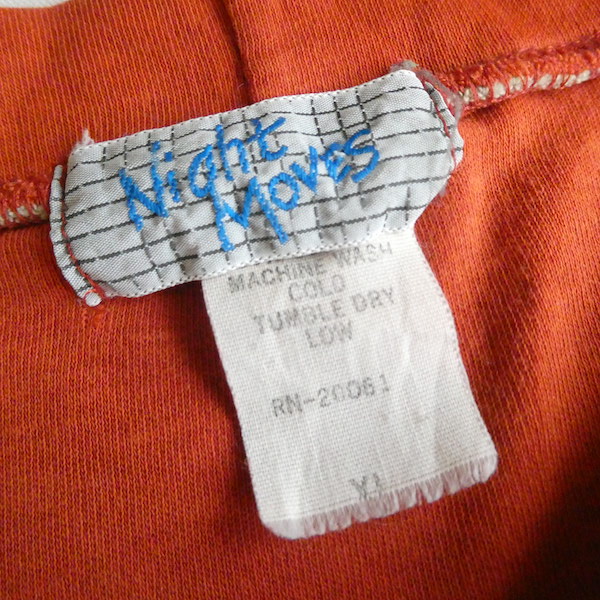 Night
Moves
MACHINE WASH
COLD
TUMBLE DRY
LOW
RN-20061